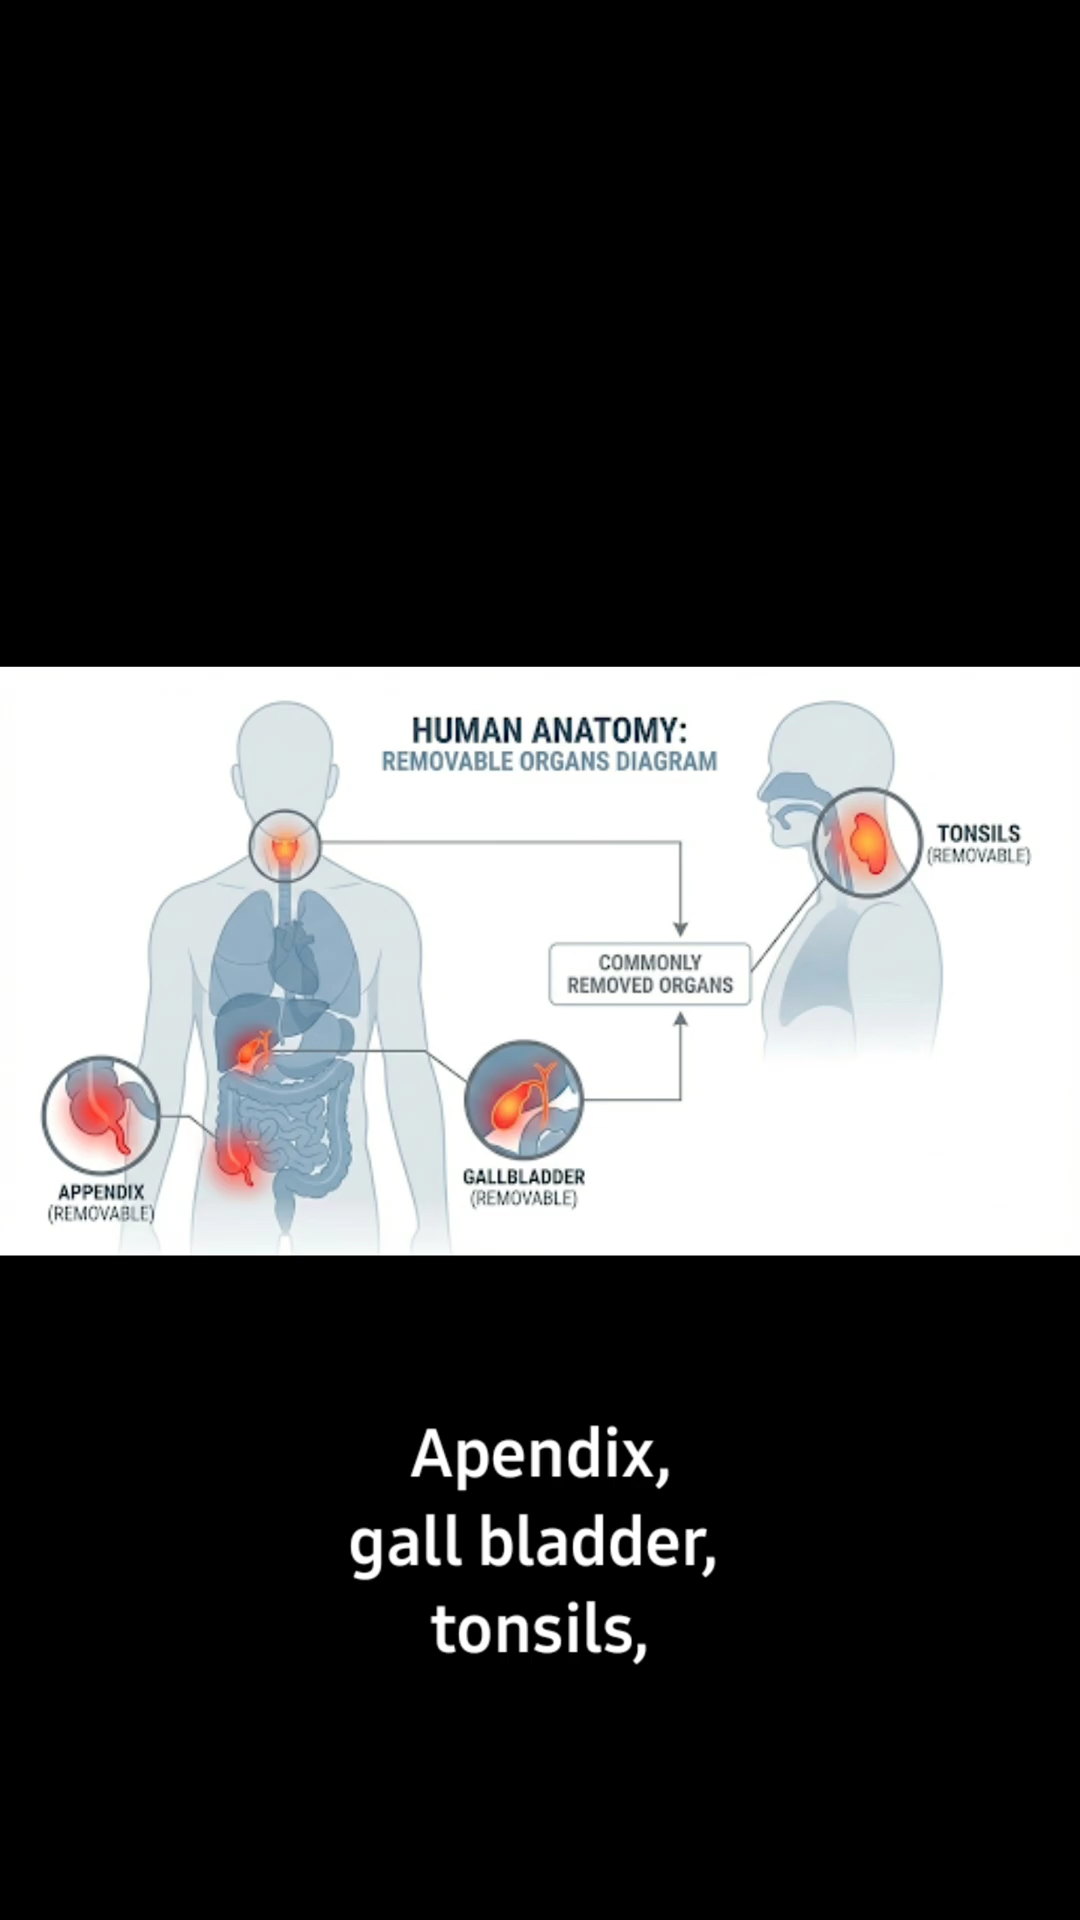 HUMAN ANATOMY:
REMOVABLE ORGANS DIAGRAM
TONSILS
(REMOVABLE)
COMMONLY
REMOVED ORGANS
GALLBLADDER
(REMOVABLE)
APPENDIX
(REMOVABLE)
Apendix,
gall bladder,
tonsils,